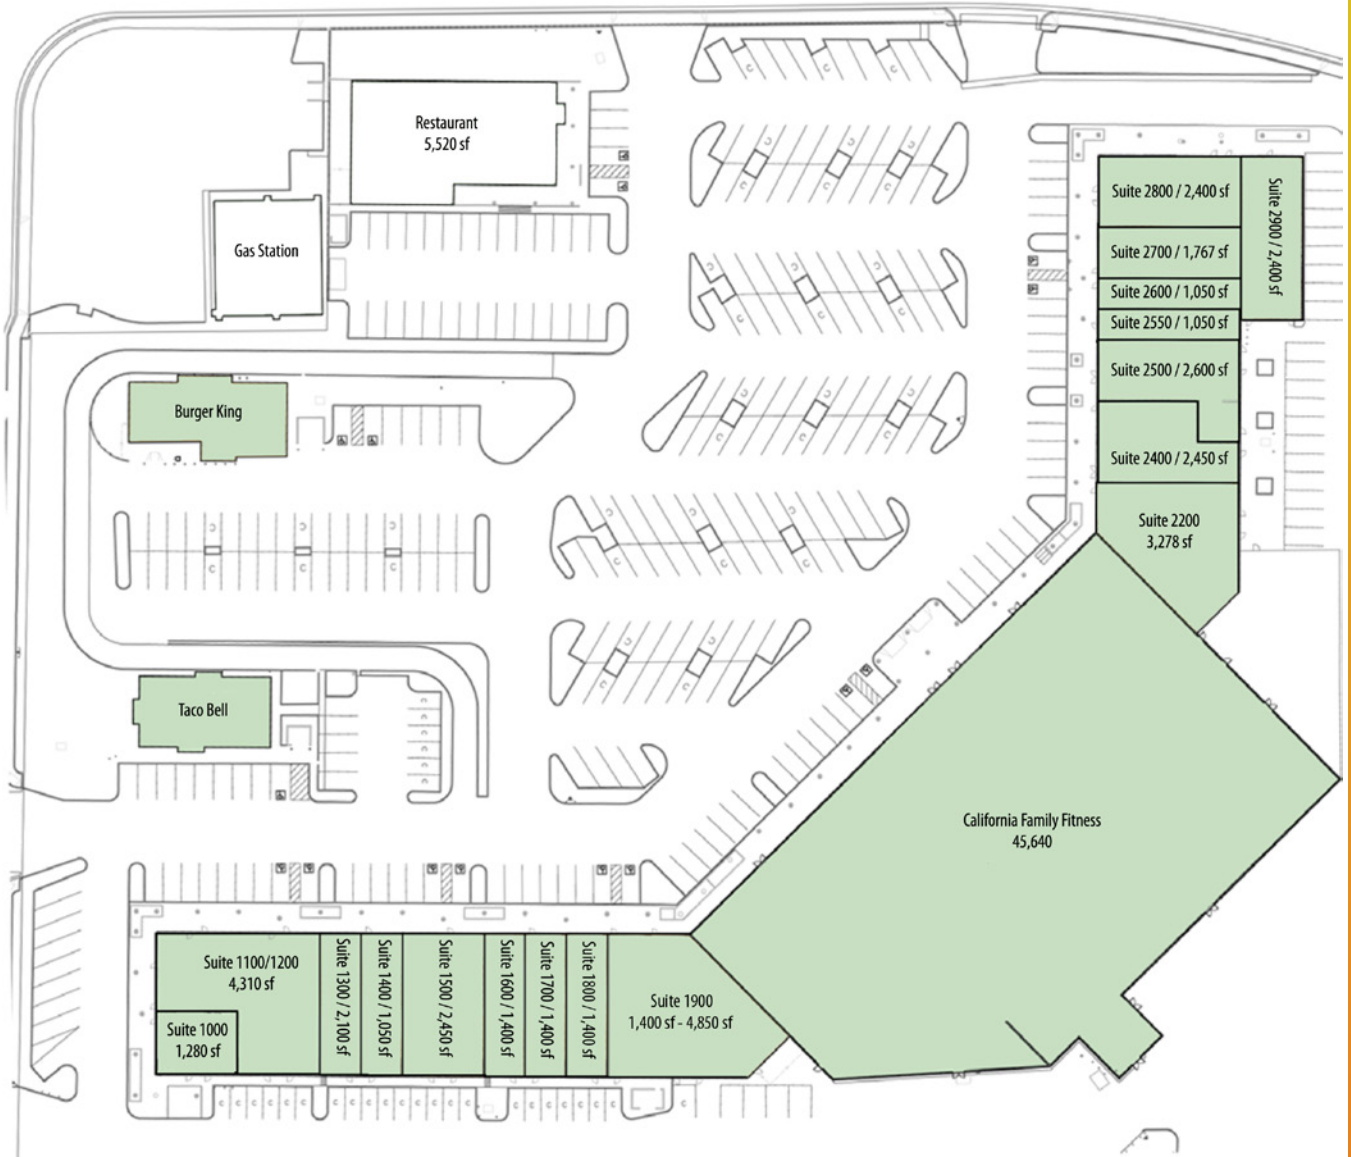 Restaurant
5,520 sf
Gas Station
Suite 2800 / 2,400 sf
Suite 2900 / 2,400 sf
Suite 2700 / 1,767 sf
Suite 2600 / 1,050 sf
Suite 2550 / 1,050 sf
Suite 2500 / 2,600 sf
Burger King
Suite 2400 / 2,450 sf
Suite 2200
3,278 sf
Taco Bell
California Family Fitness
45,640
Suite 1100/1200
4,310 sf
Suite 1000
1,280 sf
Suite 1300 / 2,100 sf
Suite 1400 / 1,050 sf
Suite 1500 / 2,450 sf
Suite 1600 / 1,400 sf
Suite 1700 / 1,400 sf
Suite 1800 / 1,400 sf
Suite 1900
1,400 sf - 4,850 sf